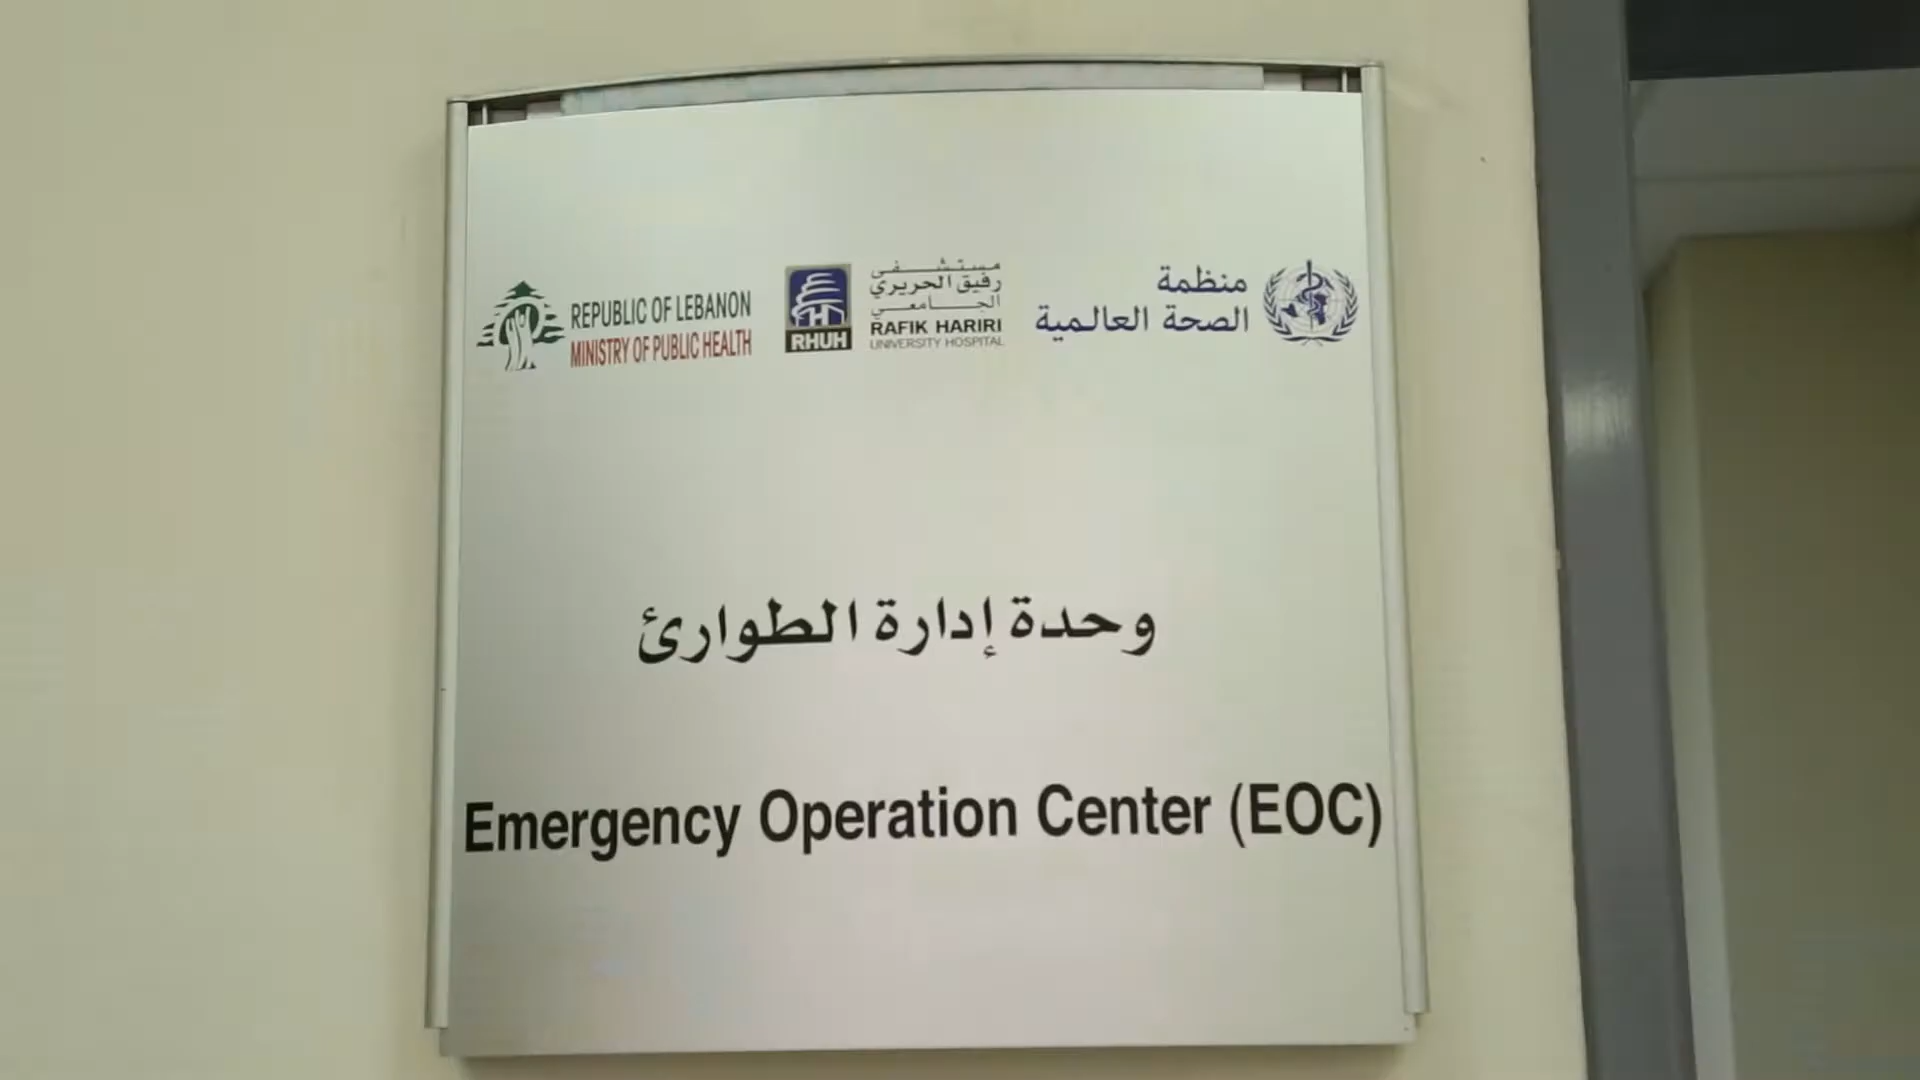 REPUBLIC OF LEBANON
MINISTRY OF PUBLIC HEALTH
RHUH
مستشفى
رفيق الحريري
الجامعي
RAFIK HARIRI
UNIVERSITY HOSPITAL
منظمة
الصحة العالمية
وحدة إدارة الطوارئ
Emergency Operation Center (EOC)